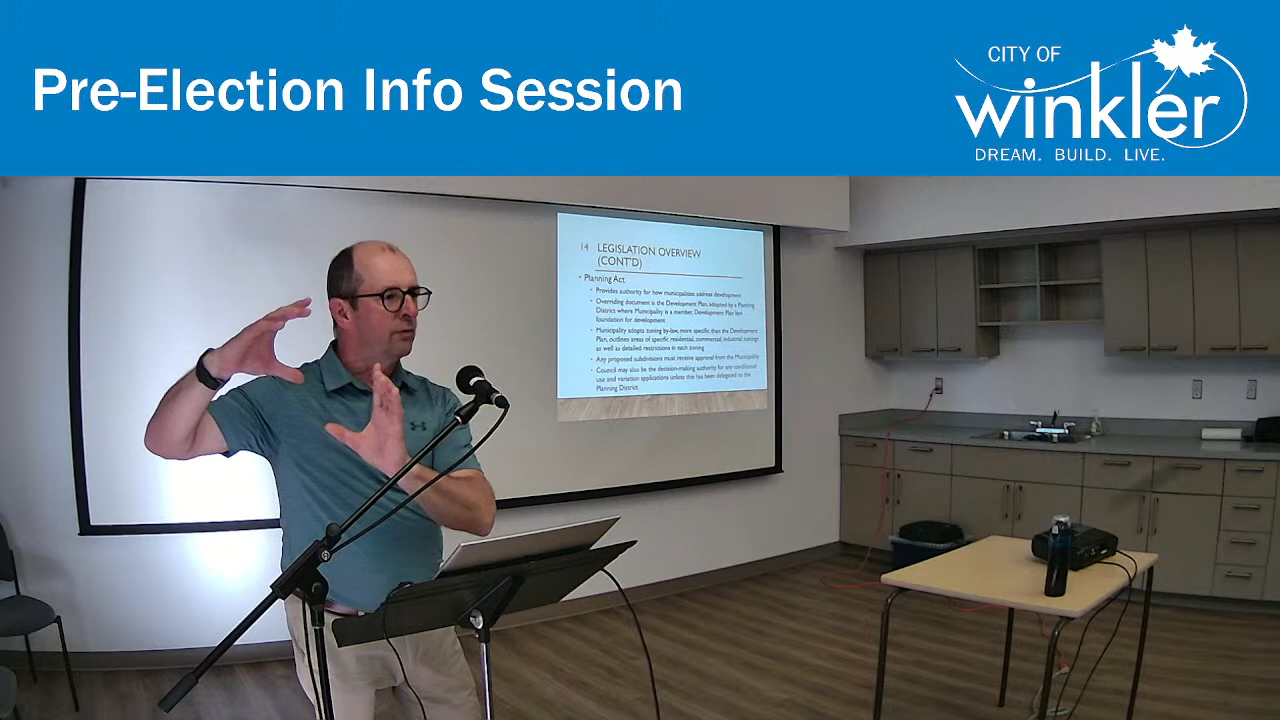 Pre-Election Info Session
CITY OF
winkler
DREAM. BUILD. LIVE.
14 LEGISLATION OVERVIEW
(CONT'D)
• Planning Act
• Provides authority for how municipalities address development
• Overriding document is the Development Plan, adopted by a Planning
District where Municipality is a member, Development Plan lays
foundation for development
• Municipality adopts zoning by-law, more specific than the Development
Plan, outlines areas of specific residential, commercial, industrial zonings
as well as detailed restrictions in each zoning
• Any proposed subdivisions must receive approval from the Municipality
• Council may also be the decision-making authority for any conditional
use and variation applications unless this has been delegated to the
Planning District